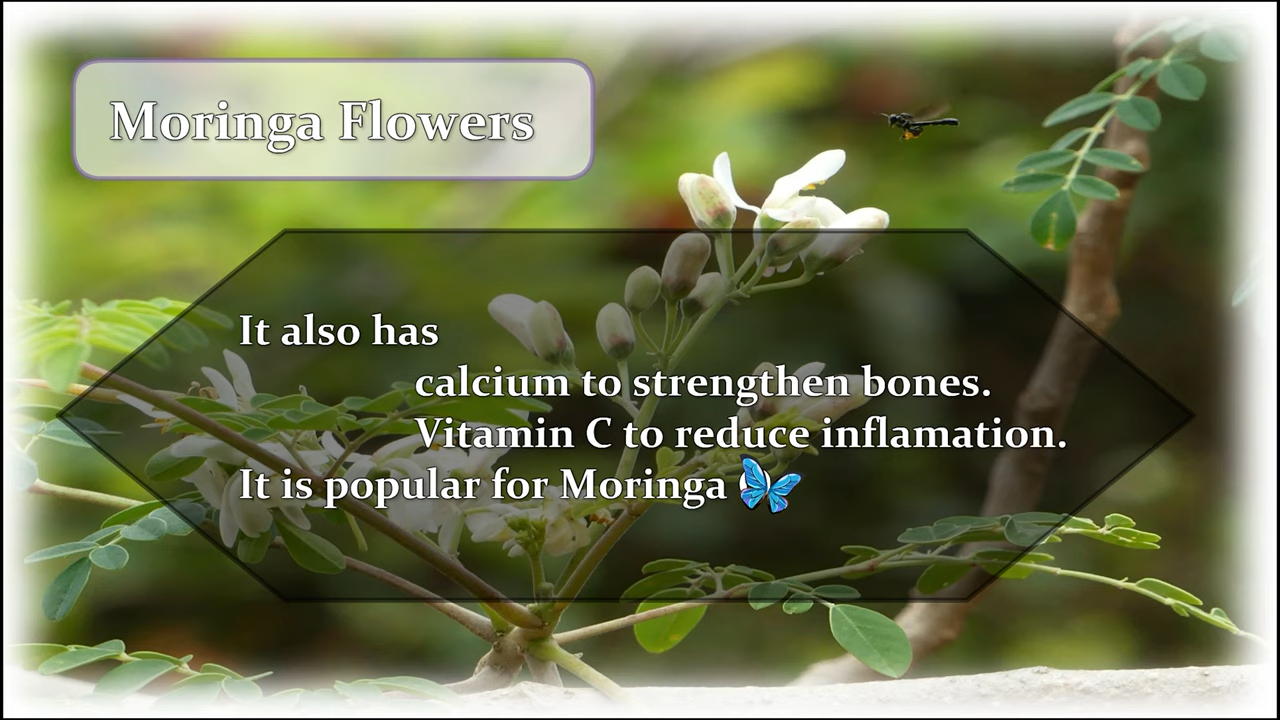 Moringa Flowers
It also has
calcium to strengthen bones.
Vitamin C to reduce inflamation.
It is popular for Moringa 🦋